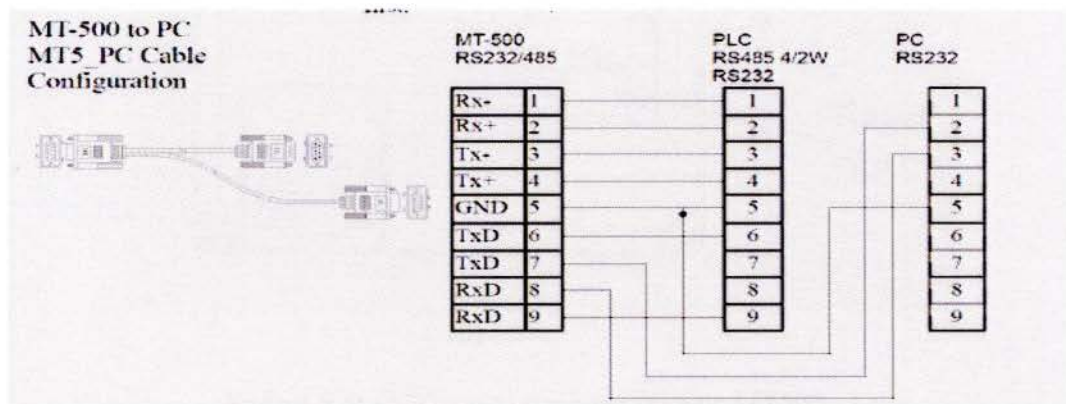 MT-500 to PC
MT5_PC Cable
Configuration
MT-500
RS232/485
PLC
RS485 4/2W
RS232
PC
RS232
Rx- 1 1 1
Rx+ 2 2 2
Tx- 3 3 3
Tx+ 4 4 4
GND 5 5 5
TxD 6 6 6
TxD 7 7 7
RxD 8 8 8
RxD 9 9 9